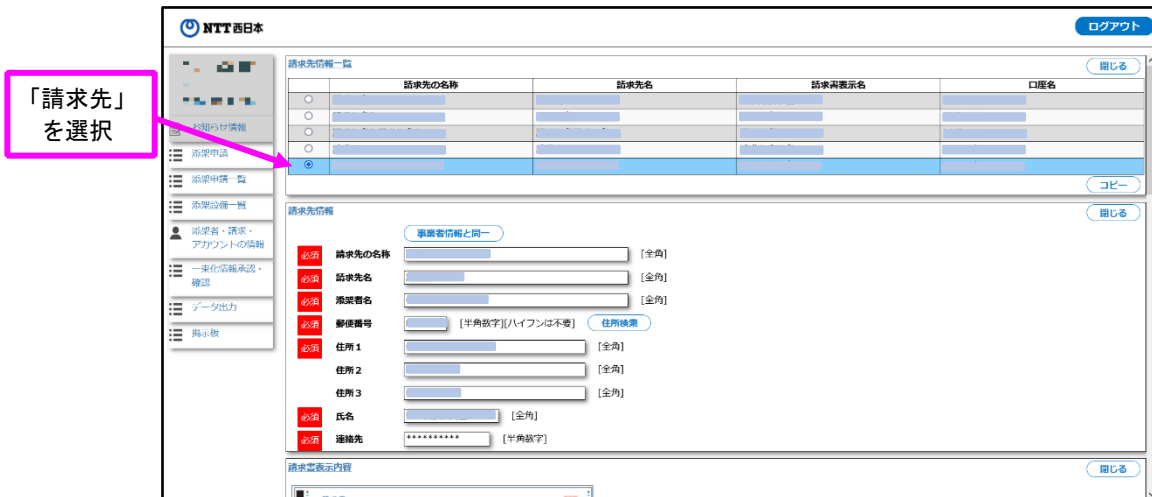 NTT西日本
ログアウト
「請求先」
を選択
お知らせ情報
添架申請
添架申請一覧
添架設備一覧
添架者・請求・
アカウントの情報
一束化情報承認・
確認
データ出力
掲示板
請求先情報一覧
閉じる
請求先の名称 請求先名 請求書表示名 口座名
コピー
請求先情報
閉じる
事業者情報と同一
必須 請求先の名称 [全角]
必須 請求先名 [全角]
必須 添架者名 [全角]
必須 郵便番号 [半角数字][ハイフンは不要] 住所検索
必須 住所1 [全角]
住所2 [全角]
住所3 [全角]
必須 氏名 [全角]
必須 連絡先 ********** [半角数字]
請求書表示内容
閉じる